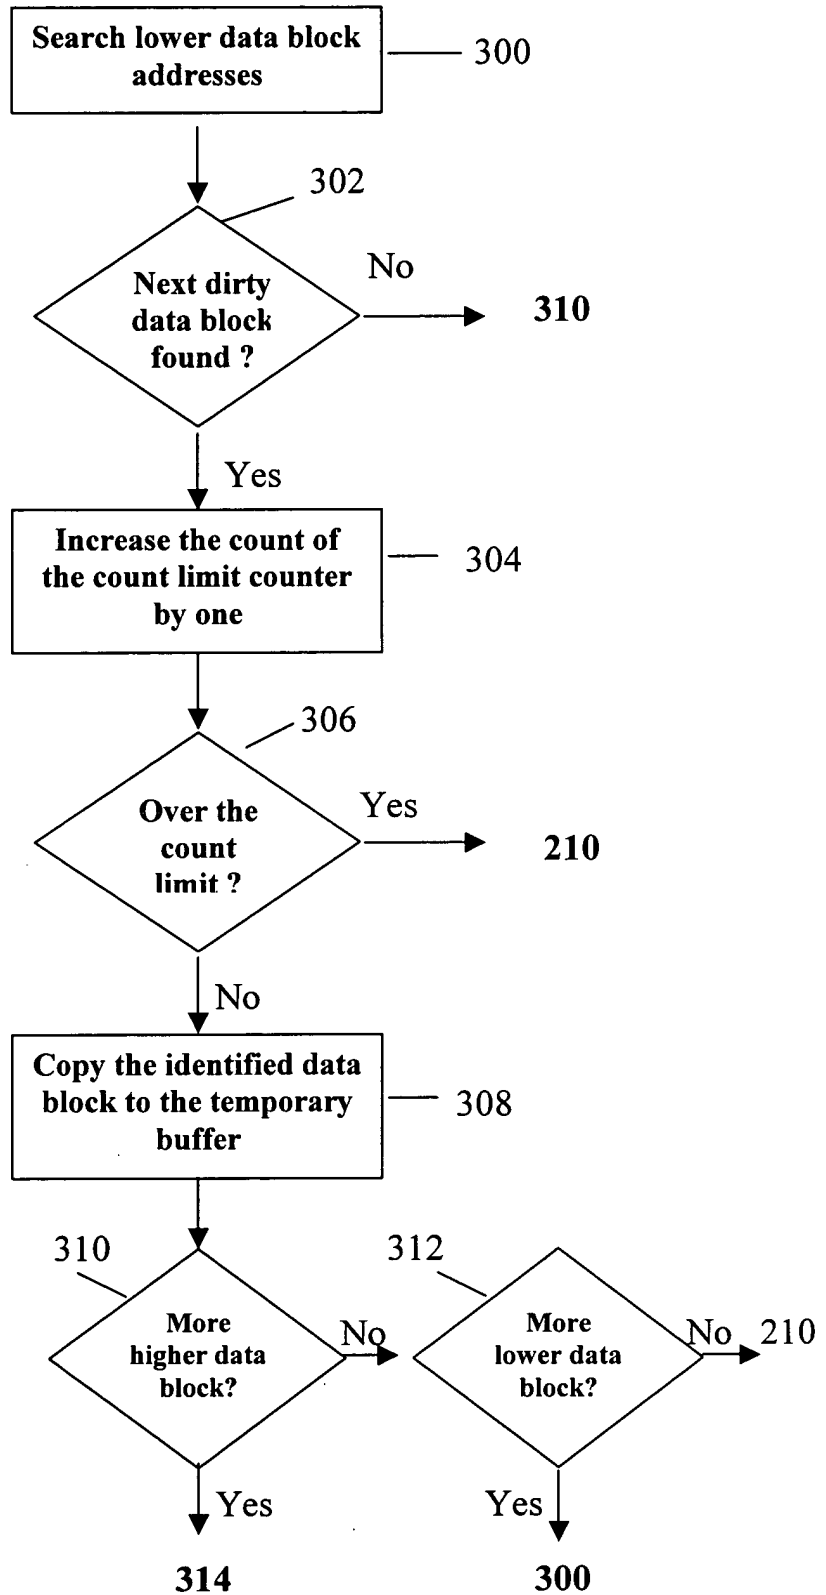 Search lower data block
addresses
300
302
Next dirty
data block
found ?
No
310
Yes
Increase the count of
the count limit counter
by one
304
306
Over the
count
limit ?
Yes
210
No
Copy the identified data
block to the temporary
buffer
308
310
More
higher data
block?
No
312
More
lower data
block?
No
210
Yes
314
Yes
300